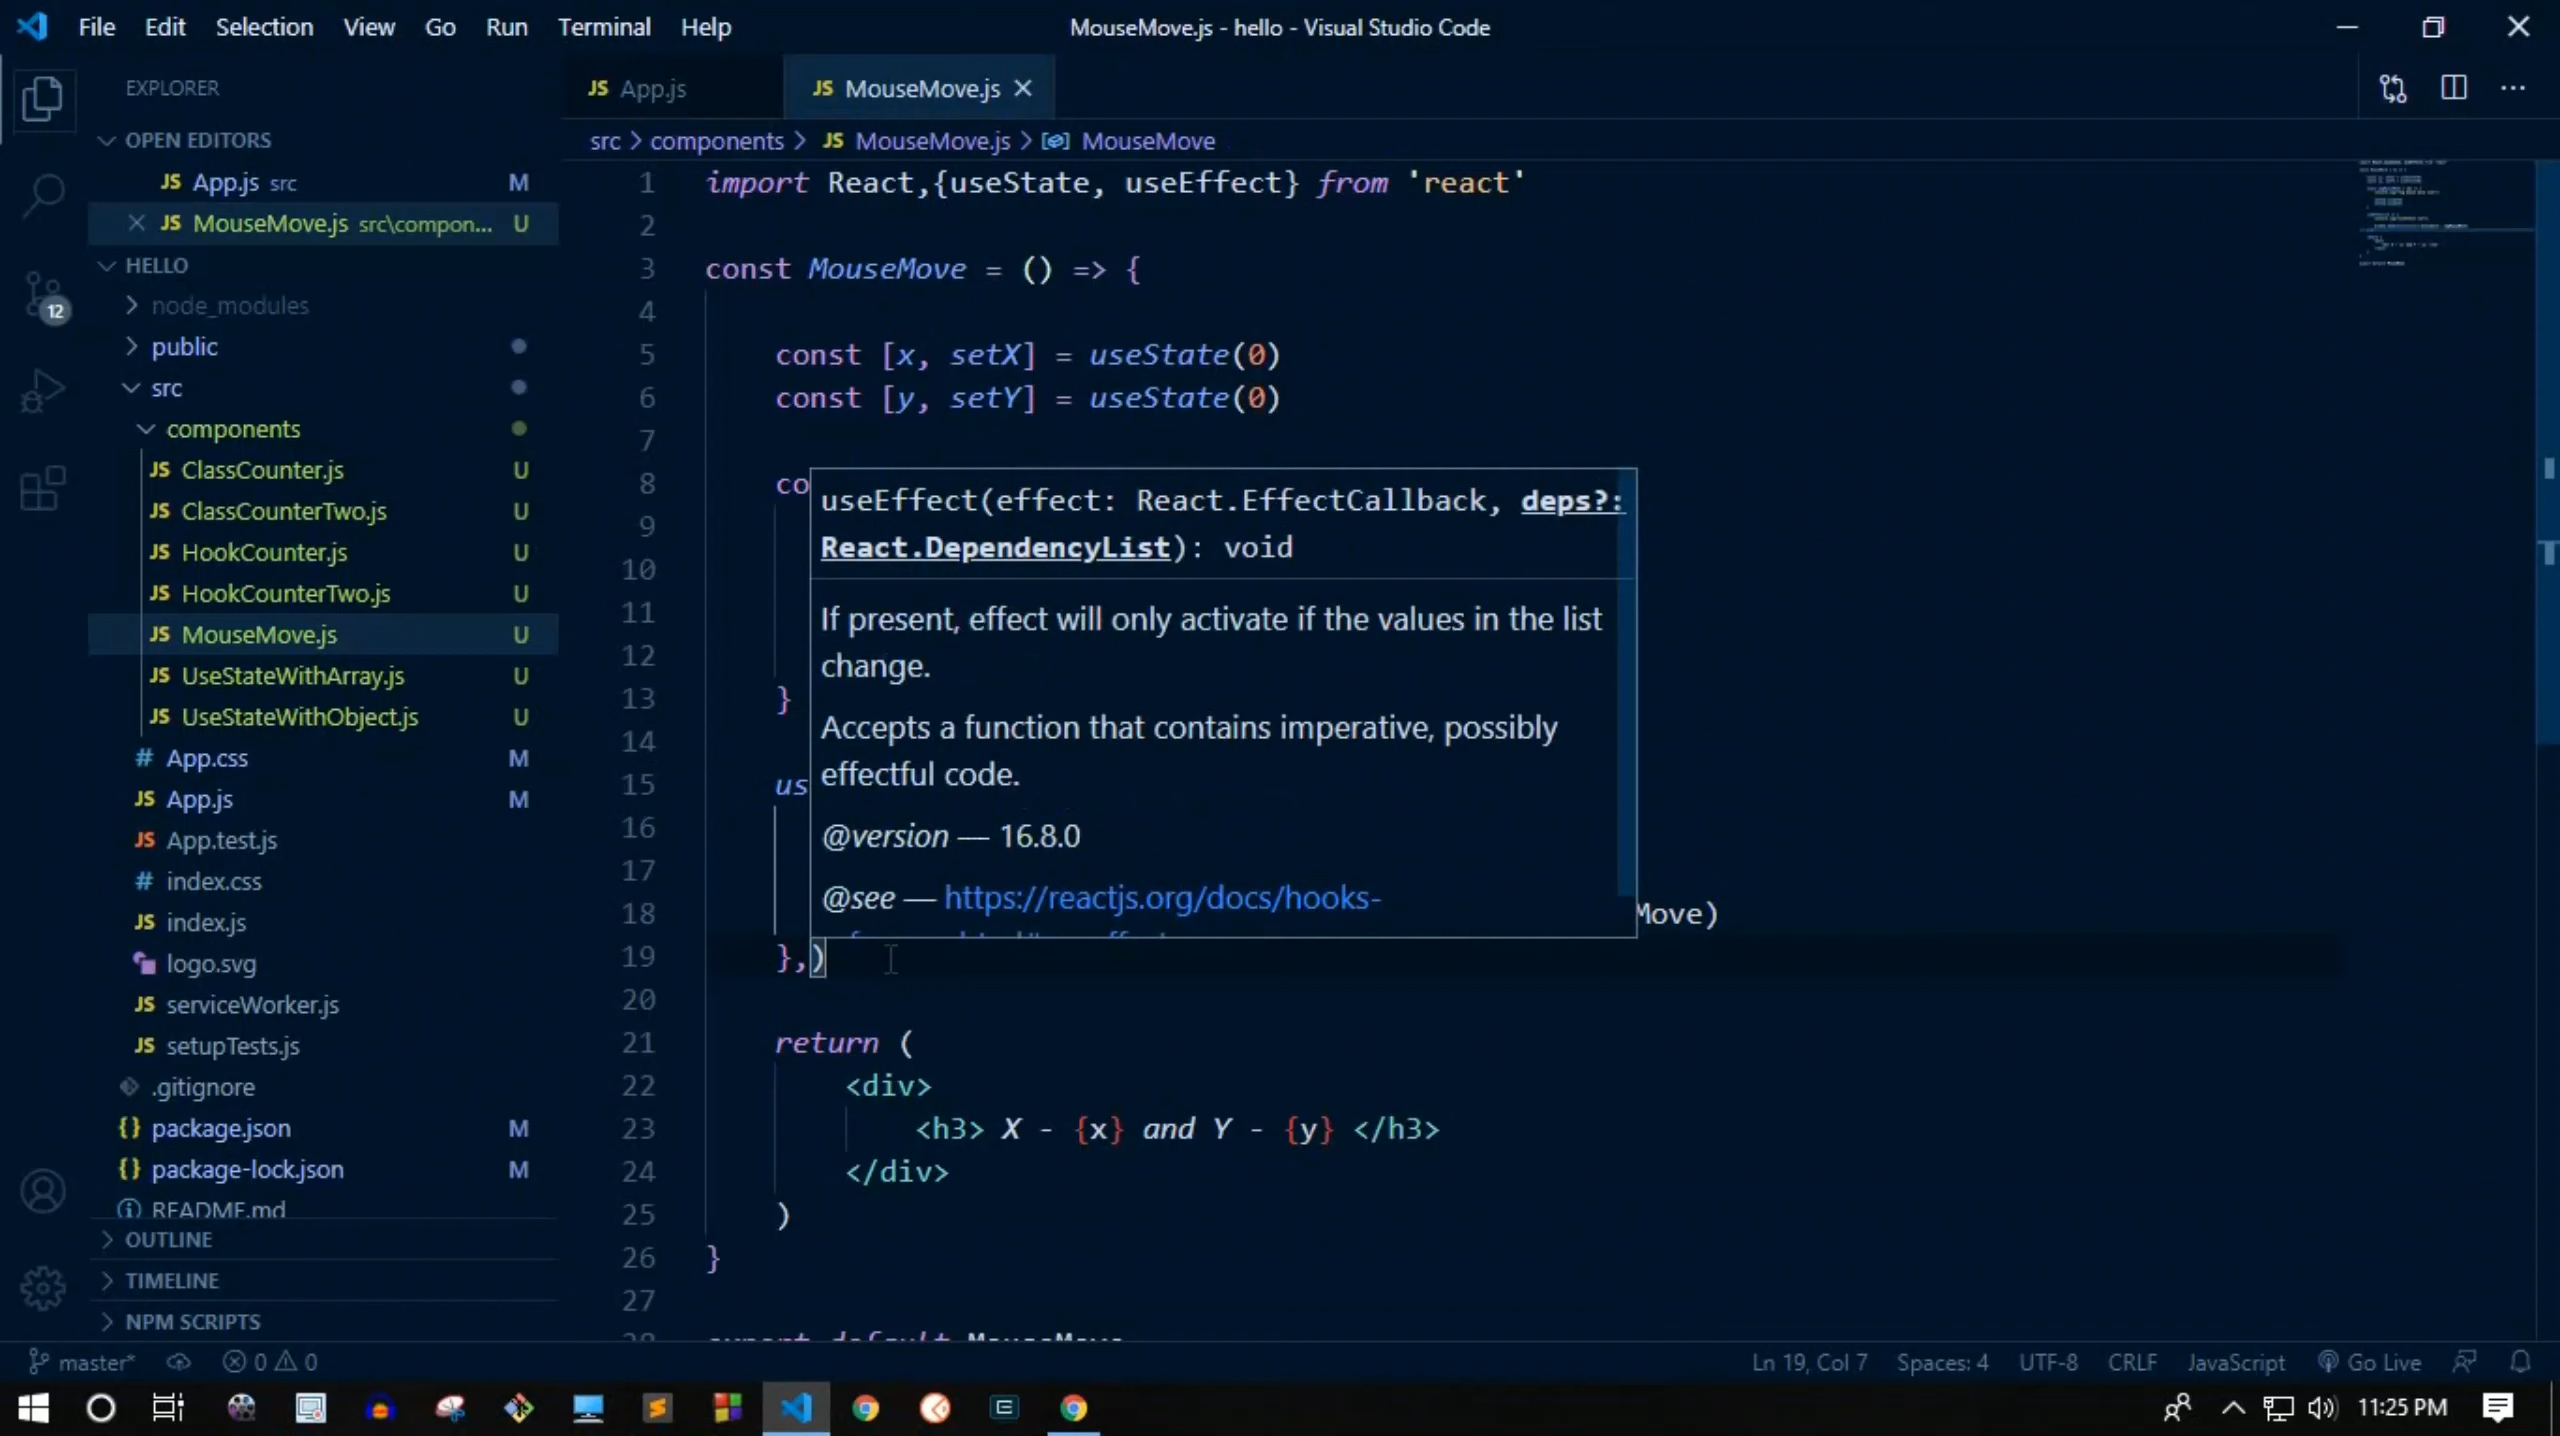 File Edit Selection View Go Run Terminal Help
MouseMove.js - hello - Visual Studio Code
EXPLORER
OPEN EDITORS
JS App.js src M
JS MouseMove.js src\compon... U
HELLO
node_modules
public
src
components
JS ClassCounter.js U
JS ClassCounterTwo.js U
JS HookCounter.js U
JS HookCounterTwo.js U
JS MouseMove.js U
JS UseStateWithArray.js U
JS UseStateWithObject.js U
# App.css M
JS App.js M
JS App.test.js
# index.css
JS index.js
logo.svg
JS serviceWorker.js
JS setupTests.js
.gitignore
{} package.json M
{} package-lock.json M
README.md
OUTLINE
TIMELINE
NPM SCRIPTS
12
JS App.js
JS MouseMove.js
src > components > JS MouseMove.js > MouseMove
1 import React,{useState, useEffect} from 'react'
2
3 const MouseMove = () => {
4
5 const [x, setX] = useState(0)
6 const [y, setY] = useState(0)
7
8 co
9
10
11
12
13 }
14
15 us
16
17
18 Move)
19 },)
20
21 return (
22 <div>
23 <h3> X - {x} and Y - {y} </h3>
24 </div>
25 )
26 }
27
28 export default MouseMove
useEffect(effect: React.EffectCallback, deps?:
React.DependencyList): void
If present, effect will only activate if the values in the list
change.
Accepts a function that contains imperative, possibly
effectful code.
@version — 16.8.0
@see — https://reactjs.org/docs/hooks-
master* 0 0
Ln 19, Col 7 Spaces: 4 UTF-8 CRLF JavaScript Go Live
11:25 PM